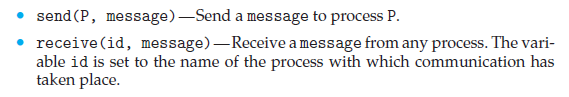 • send(P, message)—Send a message to process P.
• receive(id, message)—Receive a message from any process. The vari-
able id is set to the name of the process with which communication has
taken place.